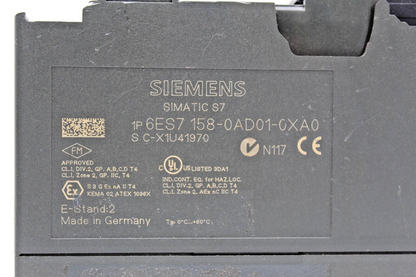 SIEMENS
SIMATIC S7
1P 6ES7 158-0AD01-0XA0
S C-X1U41970
FM
APPROVED
CL.I, DIV.2, GP. A,B,C,D T4
CL.I, Zone 2, GP. IIC, T4
C UL US LISTED 9DA1
N117 CE
IND.CONT. EQ. for HAZ.LOC.
CL.I, DIV.2, GP. A,B,C,D T4
CL.I, Zone 2, AEx nC IIC T4
Ex II 3 G EEx nA II T4
KEMA 02 ATEX 1096X
E-Stand:2
Made in Germany